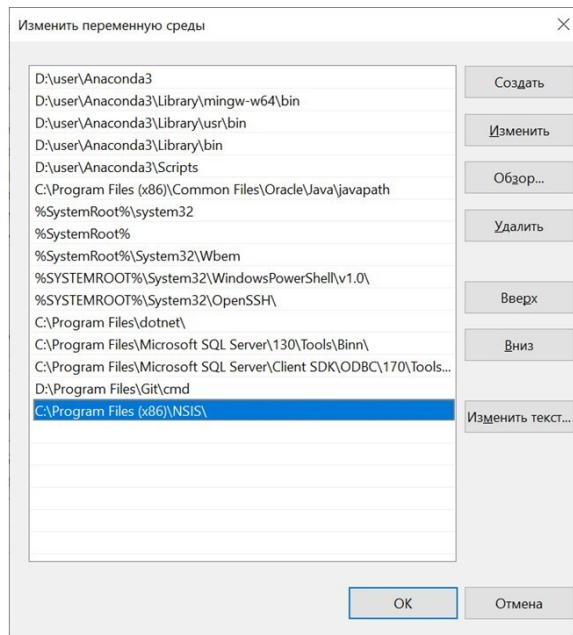 Изменить переменную среды
D:\user\Anaconda3
D:\user\Anaconda3\Library\mingw-w64\bin
D:\user\Anaconda3\Library\usr\bin
D:\user\Anaconda3\Library\bin
D:\user\Anaconda3\Scripts
C:\Program Files (x86)\Common Files\Oracle\Java\javapath
%SystemRoot%\system32
%SystemRoot%
%SystemRoot%\System32\Wbem
%SYSTEMROOT%\System32\WindowsPowerShell\v1.0\
%SYSTEMROOT%\System32\OpenSSH\
C:\Program Files\dotnet\
C:\Program Files\Microsoft SQL Server\130\Tools\Binn\
C:\Program Files\Microsoft SQL Server\Client SDK\ODBC\170\Tools...
D:\Program Files\Git\cmd
C:\Program Files (x86)\NSIS\
Создать
Изменить
Обзор...
Удалить
Вверх
Вниз
Изменить текст...
OK
Отмена